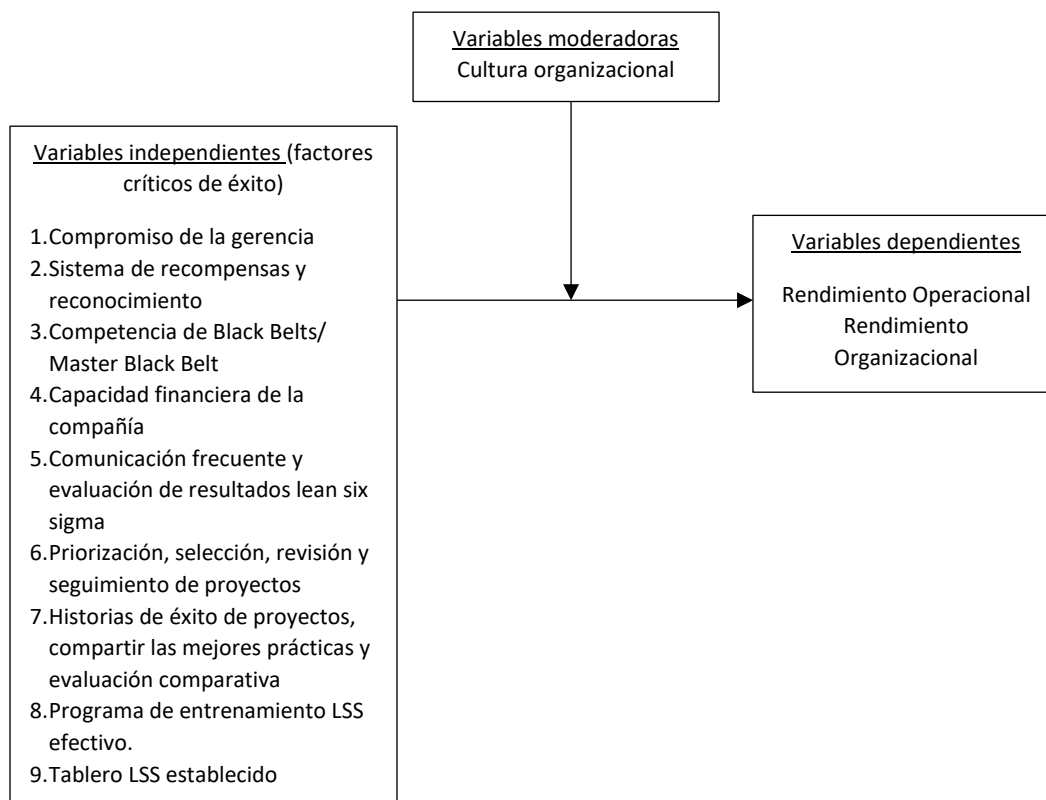 Variables moderadoras
Cultura organizacional
Variables independientes (factores
críticos de éxito)
1.Compromiso de la gerencia
2.Sistema de recompensas y
reconocimiento
3.Competencia de Black Belts/
Master Black Belt
4.Capacidad financiera de la
compañía
5.Comunicación frecuente y
evaluación de resultados lean six
sigma
6.Priorización, selección, revisión y
seguimiento de proyectos
7.Historias de éxito de proyectos,
compartir las mejores prácticas y
evaluación comparativa
8.Programa de entrenamiento LSS
efectivo.
9.Tablero LSS establecido
Variables dependientes
Rendimiento Operacional
Rendimiento
Organizacional